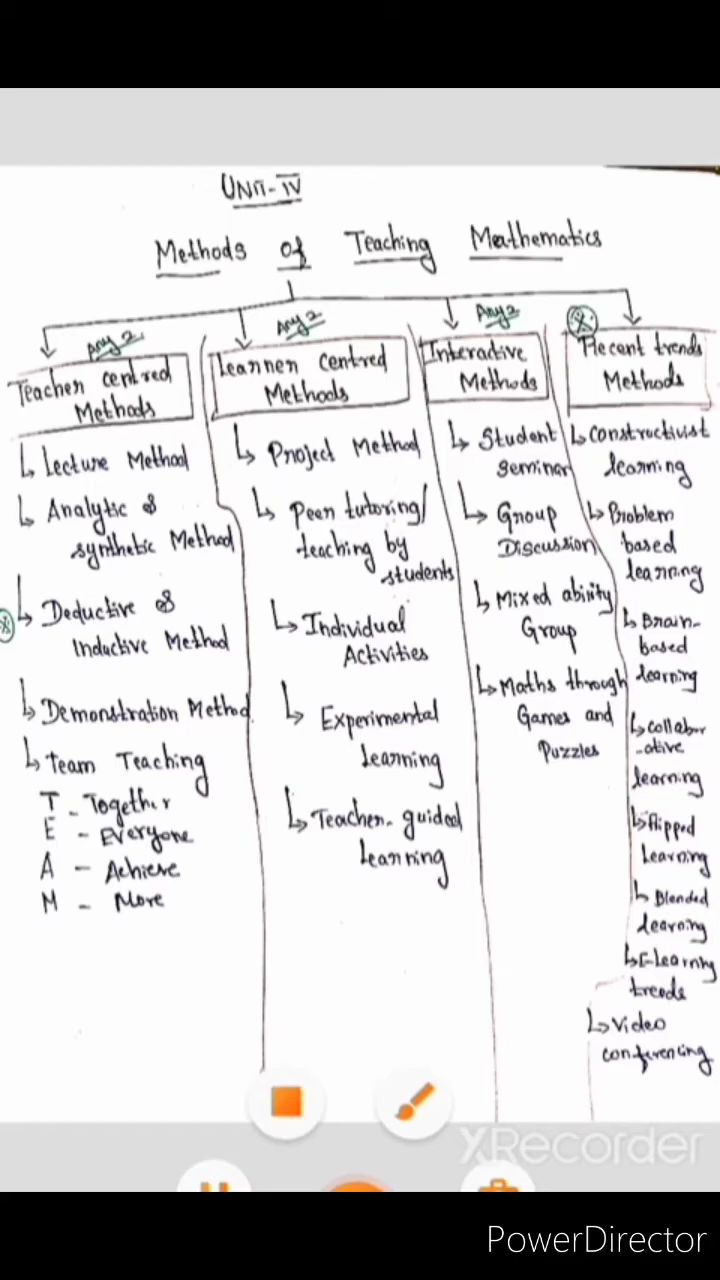 UNIT-IV
Methods of Teaching Mathematics
Any 2
Any 2
Any 2
Teacher centred
Methods
Lecture Method
Analytic &
synthetic Method
Deductive &
Inductive Method
Demonstration Method
Team Teaching
T - Together
E - Everyone
A - Achieve
M - More
Learner centred
Methods
Project Method
Peer tutoring/
teaching by
students
Individual
Activities
Experimental
Learning
Teacher-guided
Learning
Interactive
Methods
Student
seminar
Group
Discussion
Mixed ability
Group
Maths through
Games and
Puzzles
Recent trends
Methods
Constructivist
learning
Problem
based
learning
Brain-
based
learning
collabor
-ative
learning
Flipped
Learning
Blended
learning
E-learning
trends
Video
conferencing
XRecorder
PowerDirector